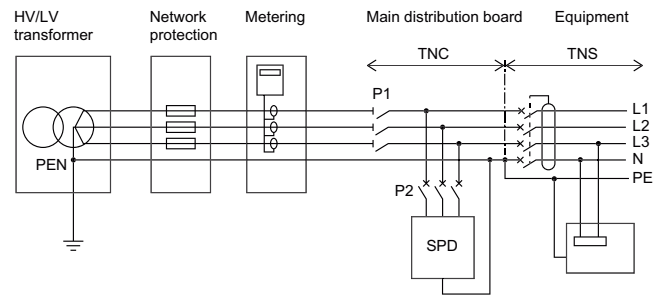 HV/LV
transformer
Network
protection
Metering
Main distribution board
Equipment
TNC
TNS
P1
L1
L2
L3
N
PE
PEN
P2
SPD